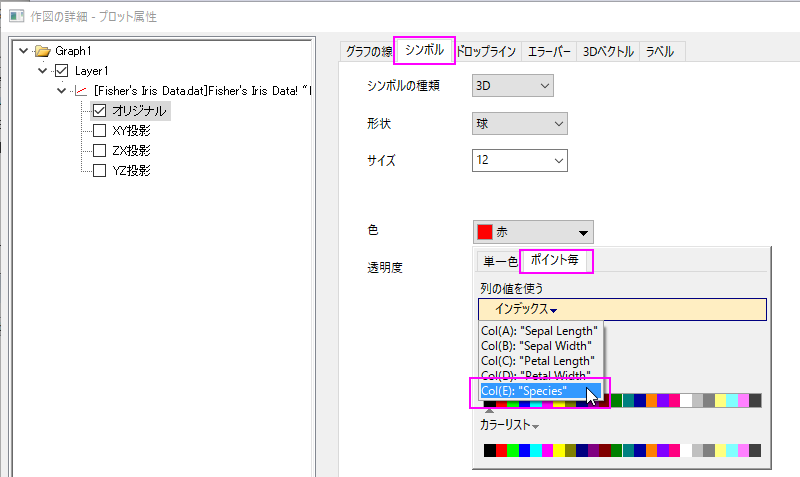 作図の詳細 - プロット属性
Graph1
Layer1
[Fisher's Iris Data.dat]Fisher's Iris Data! "I
オリジナル
XY投影
ZX投影
YZ投影
グラフの線 シンボル ドロップライン エラーバー 3Dベクトル ラベル
シンボルの種類 3D
形状 球
サイズ 12
色 赤
透明度
単一色 ポイント毎
列の値を使う
インデックス
Col(A): "Sepal Length"
Col(B): "Sepal Width"
Col(C): "Petal Length"
Col(D): "Petal Width"
Col(E): "Species"
カラーリスト